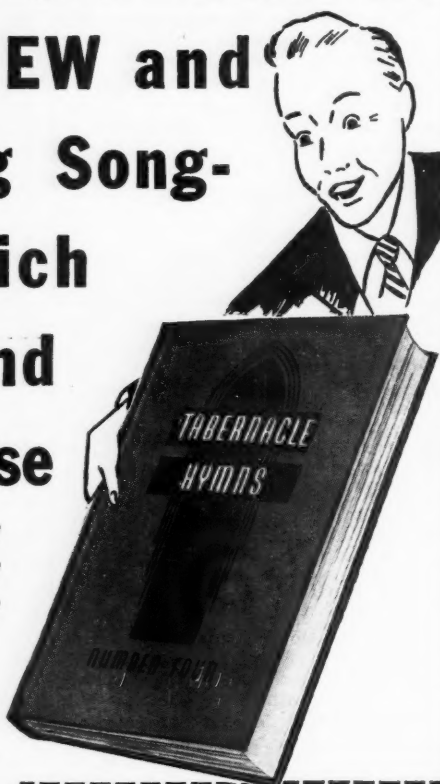 EW and
g Song-
ich
nd
se
TABERNACLE
HYMNS
NUMBER FOUR